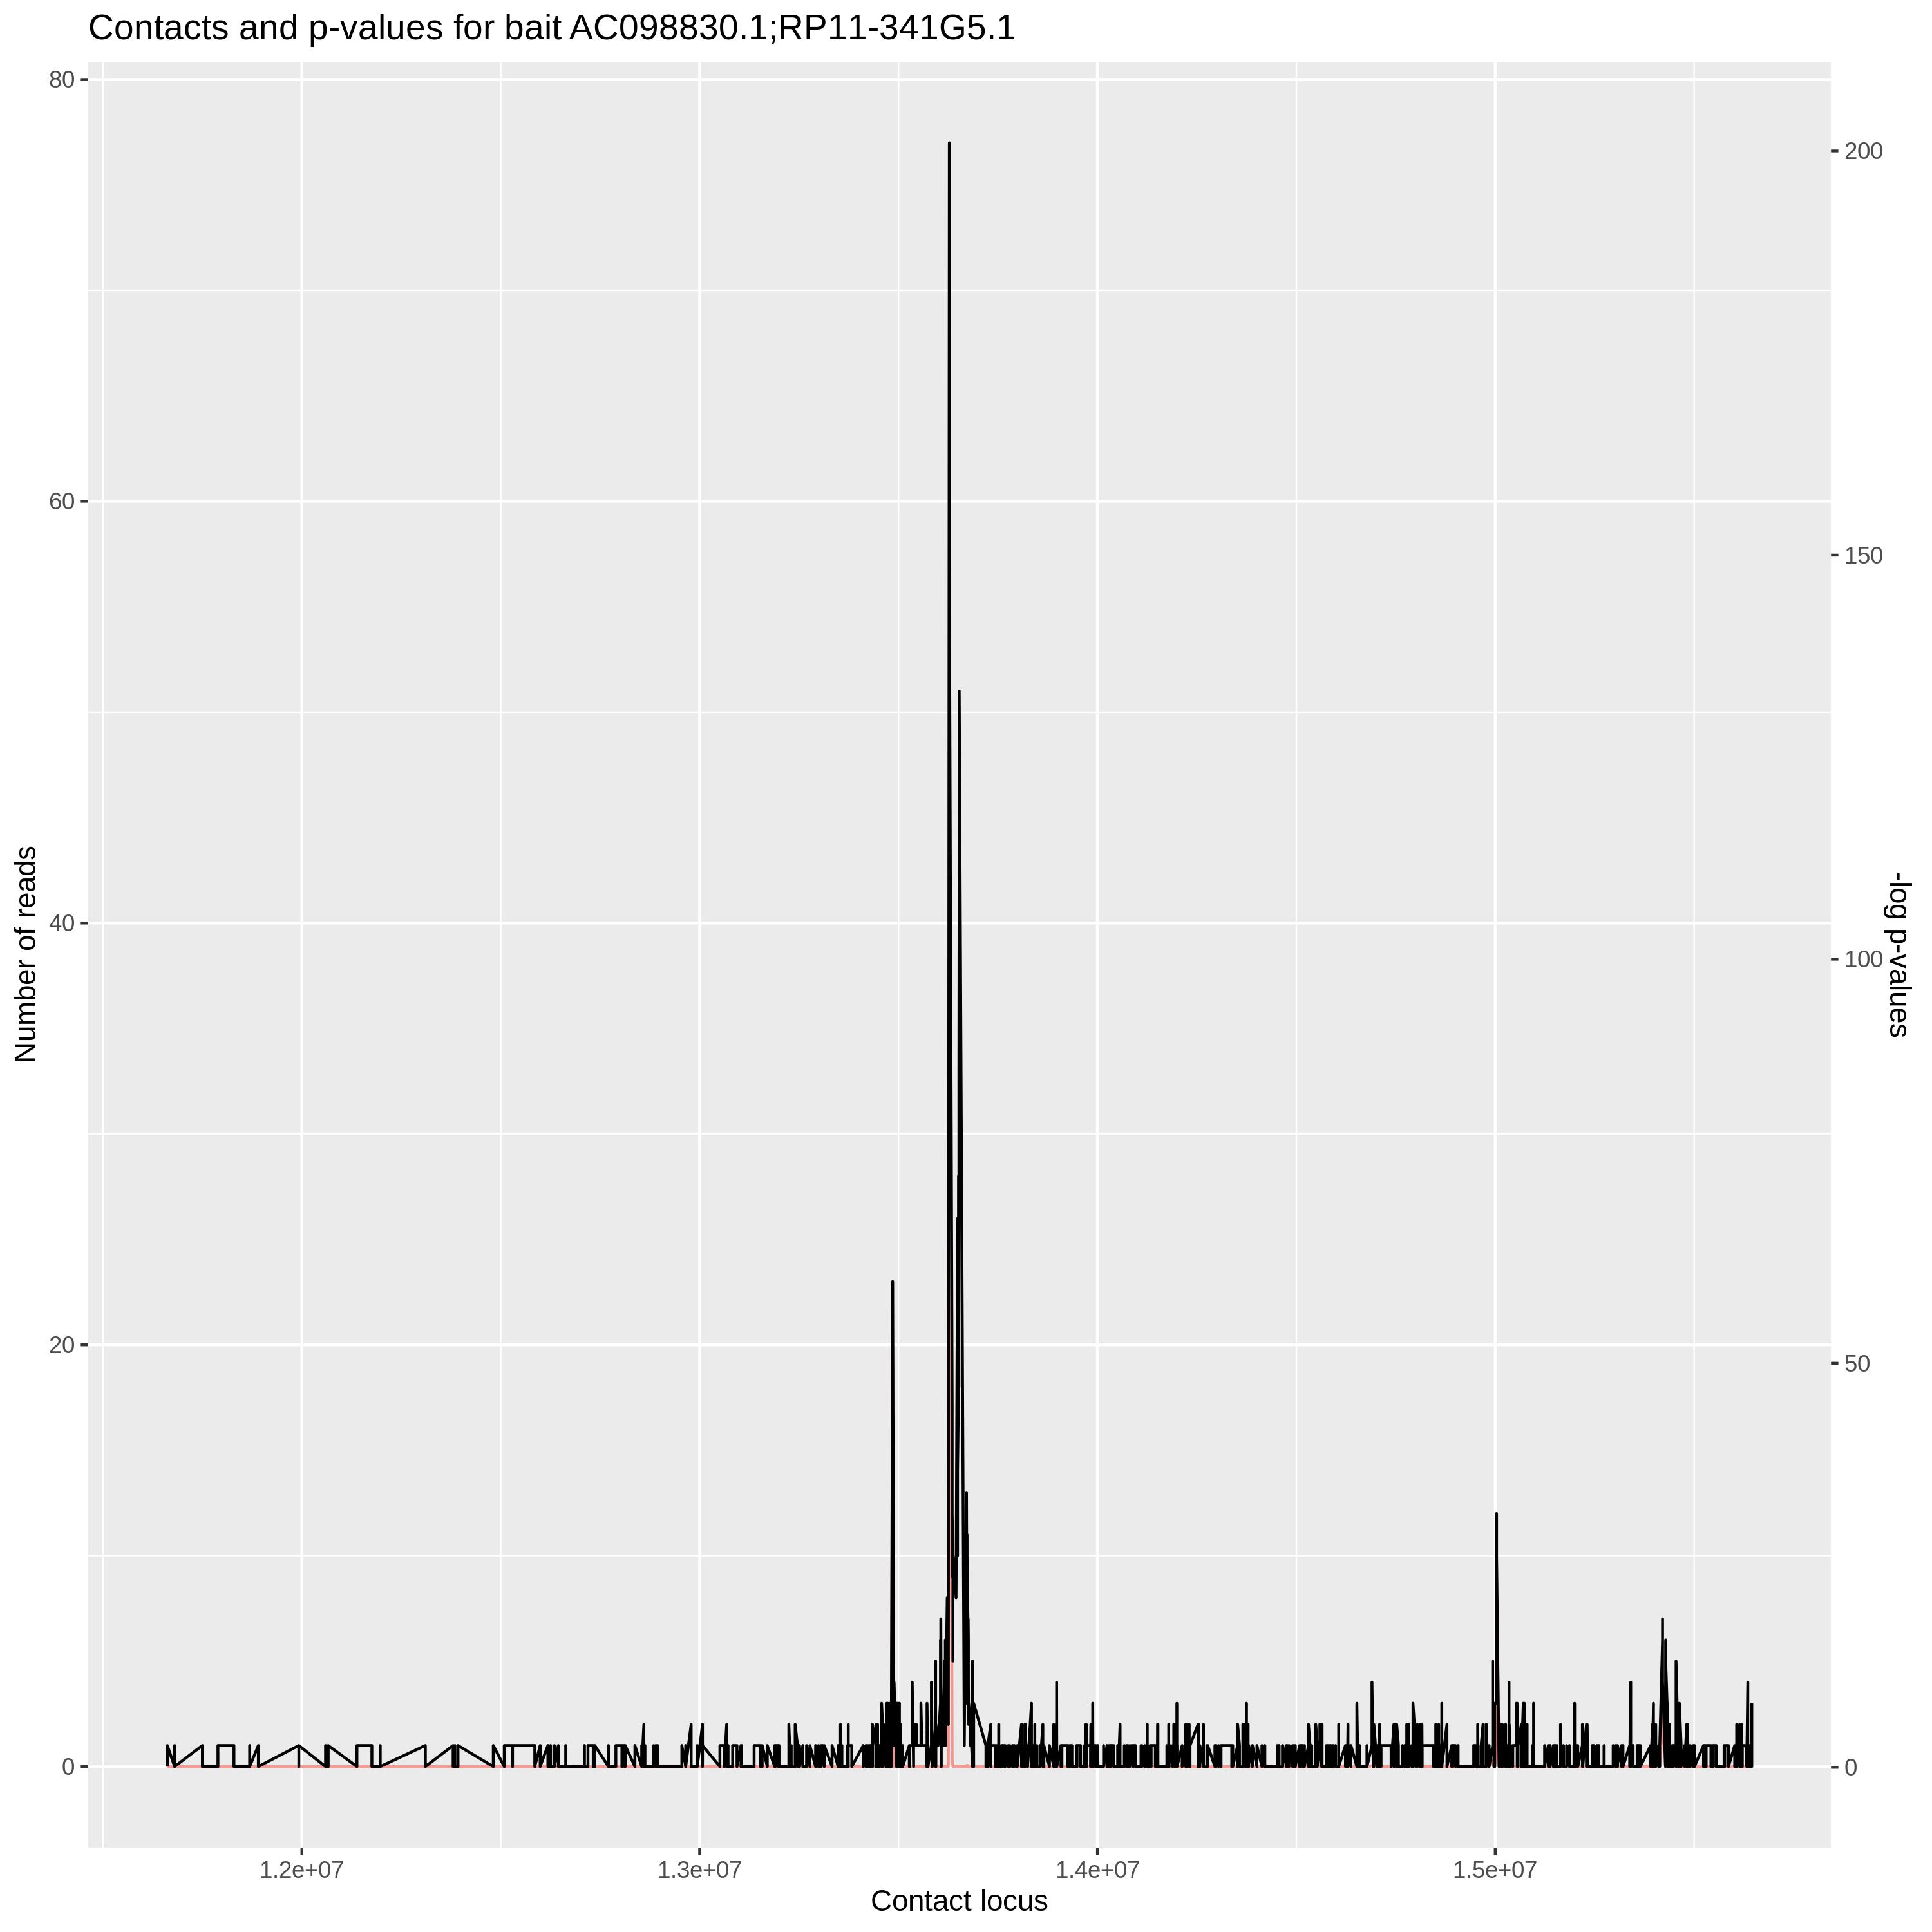 Contacts and p-values for bait AC098830.1;RP11-341G5.1
80
60
40
20
0
Number of reads
200
150
100
50
0
-log p-values
1.2e+07
1.3e+07
1.4e+07
1.5e+07
Contact locus